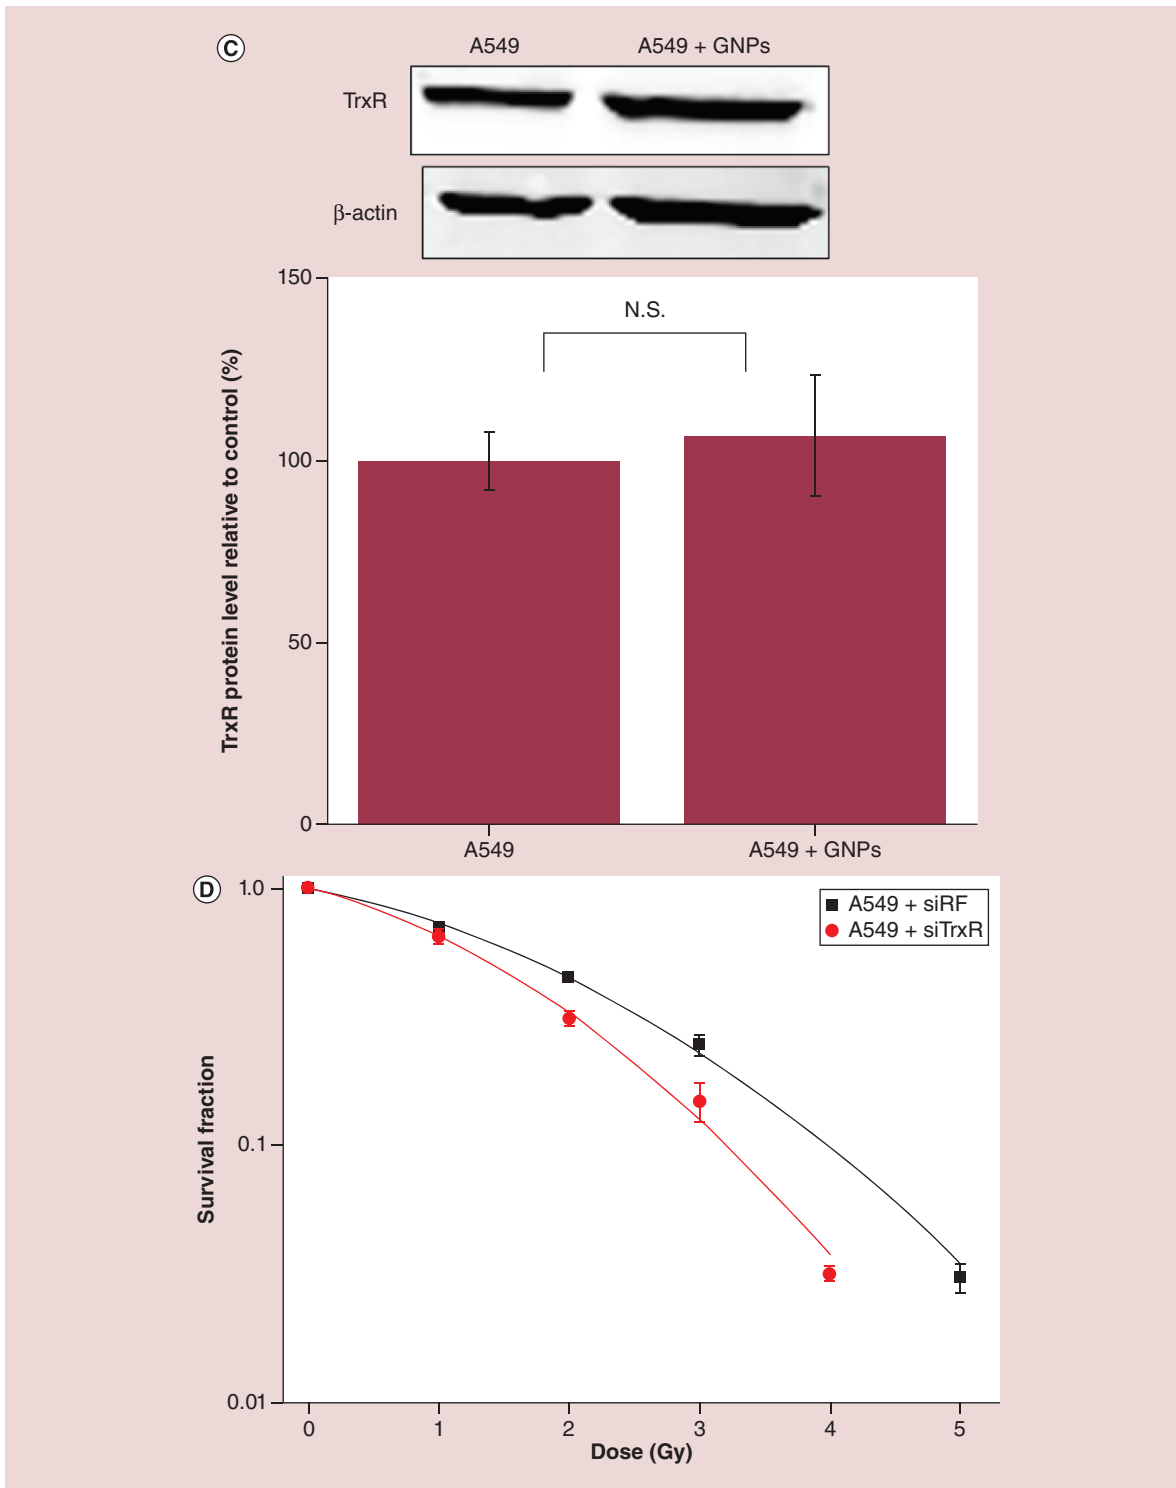 C
A549 A549 + GNPs
TrxR
β-actin
150
100
50
0
TrxR protein level relative to control (%)
N.S.
A549 A549 + GNPs
D
1.0
0.1
0.01
Survival fraction
A549 + siRF
A549 + siTrxR
0 1 2 3 4 5
Dose (Gy)